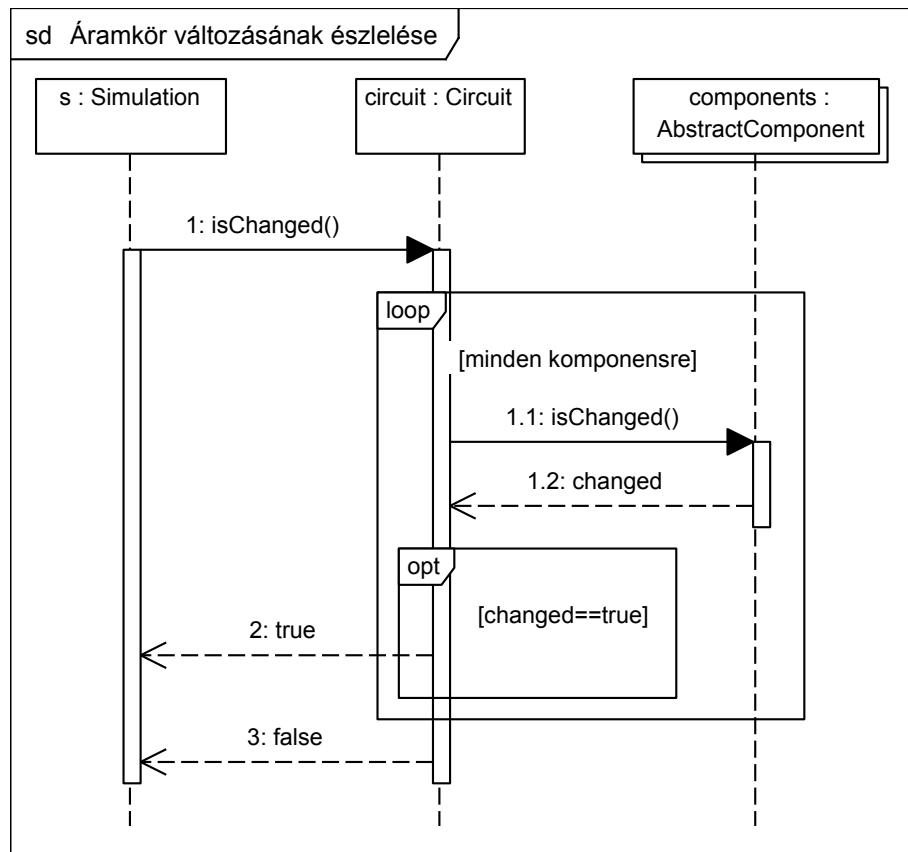 sd Áramkör változásának észlelése
s : Simulation
circuit : Circuit
components :
AbstractComponent
1: isChanged()
loop
[minden komponensre]
1.1: isChanged()
1.2: changed
opt
[changed==true]
2: true
3: false